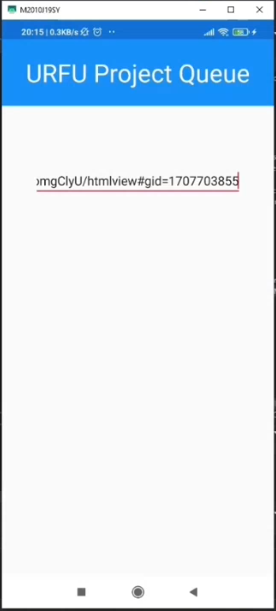 M2010J19SY
20:15 | 0.3KB/s
URFU Project Queue
omgClyU/htmlview#gid=1707703855